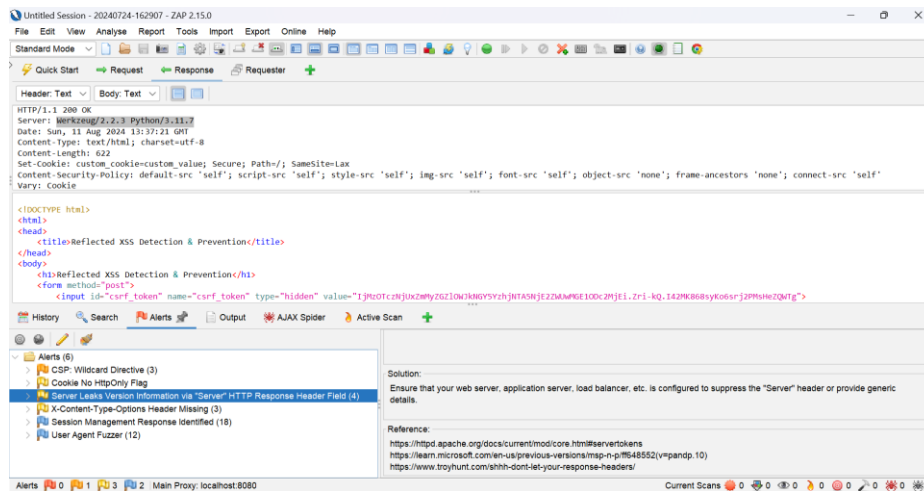 Untitled Session - 20240724-162907 - ZAP 2.15.0
File Edit View Analyse Report Tools Import Export Online Help
Standard Mode
Quick Start Request Response Requester
Header: Text Body: Text
HTTP/1.1 200 OK
Server: Werkzeug/2.2.3 Python/3.11.7
Date: Sun, 11 Aug 2024 13:37:21 GMT
Content-Type: text/html; charset=utf-8
Content-Length: 622
Set-Cookie: custom_cookie=custom_value; Secure; Path=/; SameSite=Lax
Content-Security-Policy: default-src 'self'; script-src 'self'; style-src 'self'; img-src 'self'; font-src 'self'; object-src 'none'; frame-ancestors 'none'; connect-src 'self'
Vary: Cookie
<!DOCTYPE html>
<html>
<head>
<title>Reflected XSS Detection & Prevention</title>
</head>
<body>
<h1>Reflected XSS Detection & Prevention</h1>
<form method="post">
<input id="csrf_token" name="csrf_token" type="hidden"
History Search Alerts Output AJAX Spider Active Scan
Alerts (6)
CSP: Wildcard Directive (3)
Cookie No HttpOnly Flag
Server Leaks Version Information via "Server" HTTP Response Header Field (4)
X-Content-Type-Options Header Missing (3)
Session Management Response Identified (18)
User Agent Fuzzer (12)
Solution:
Ensure that your web server, application server, load balancer, etc. is configured to suppress the "Server" header or provide generic
details.
Reference:
https://httpd.apache.org/docs/current/mod/core.html#servertokens
https://learn.microsoft.com/en-us/previous-versions/msp-n-p/ff648552(v=pandp.10)
https://www.troyhunt.com/shhh-dont-let-your-response-headers/
Alerts 0 1 3 2 Main Proxy: localhost:8080
Current Scans 0 0 0 0 0 0 0